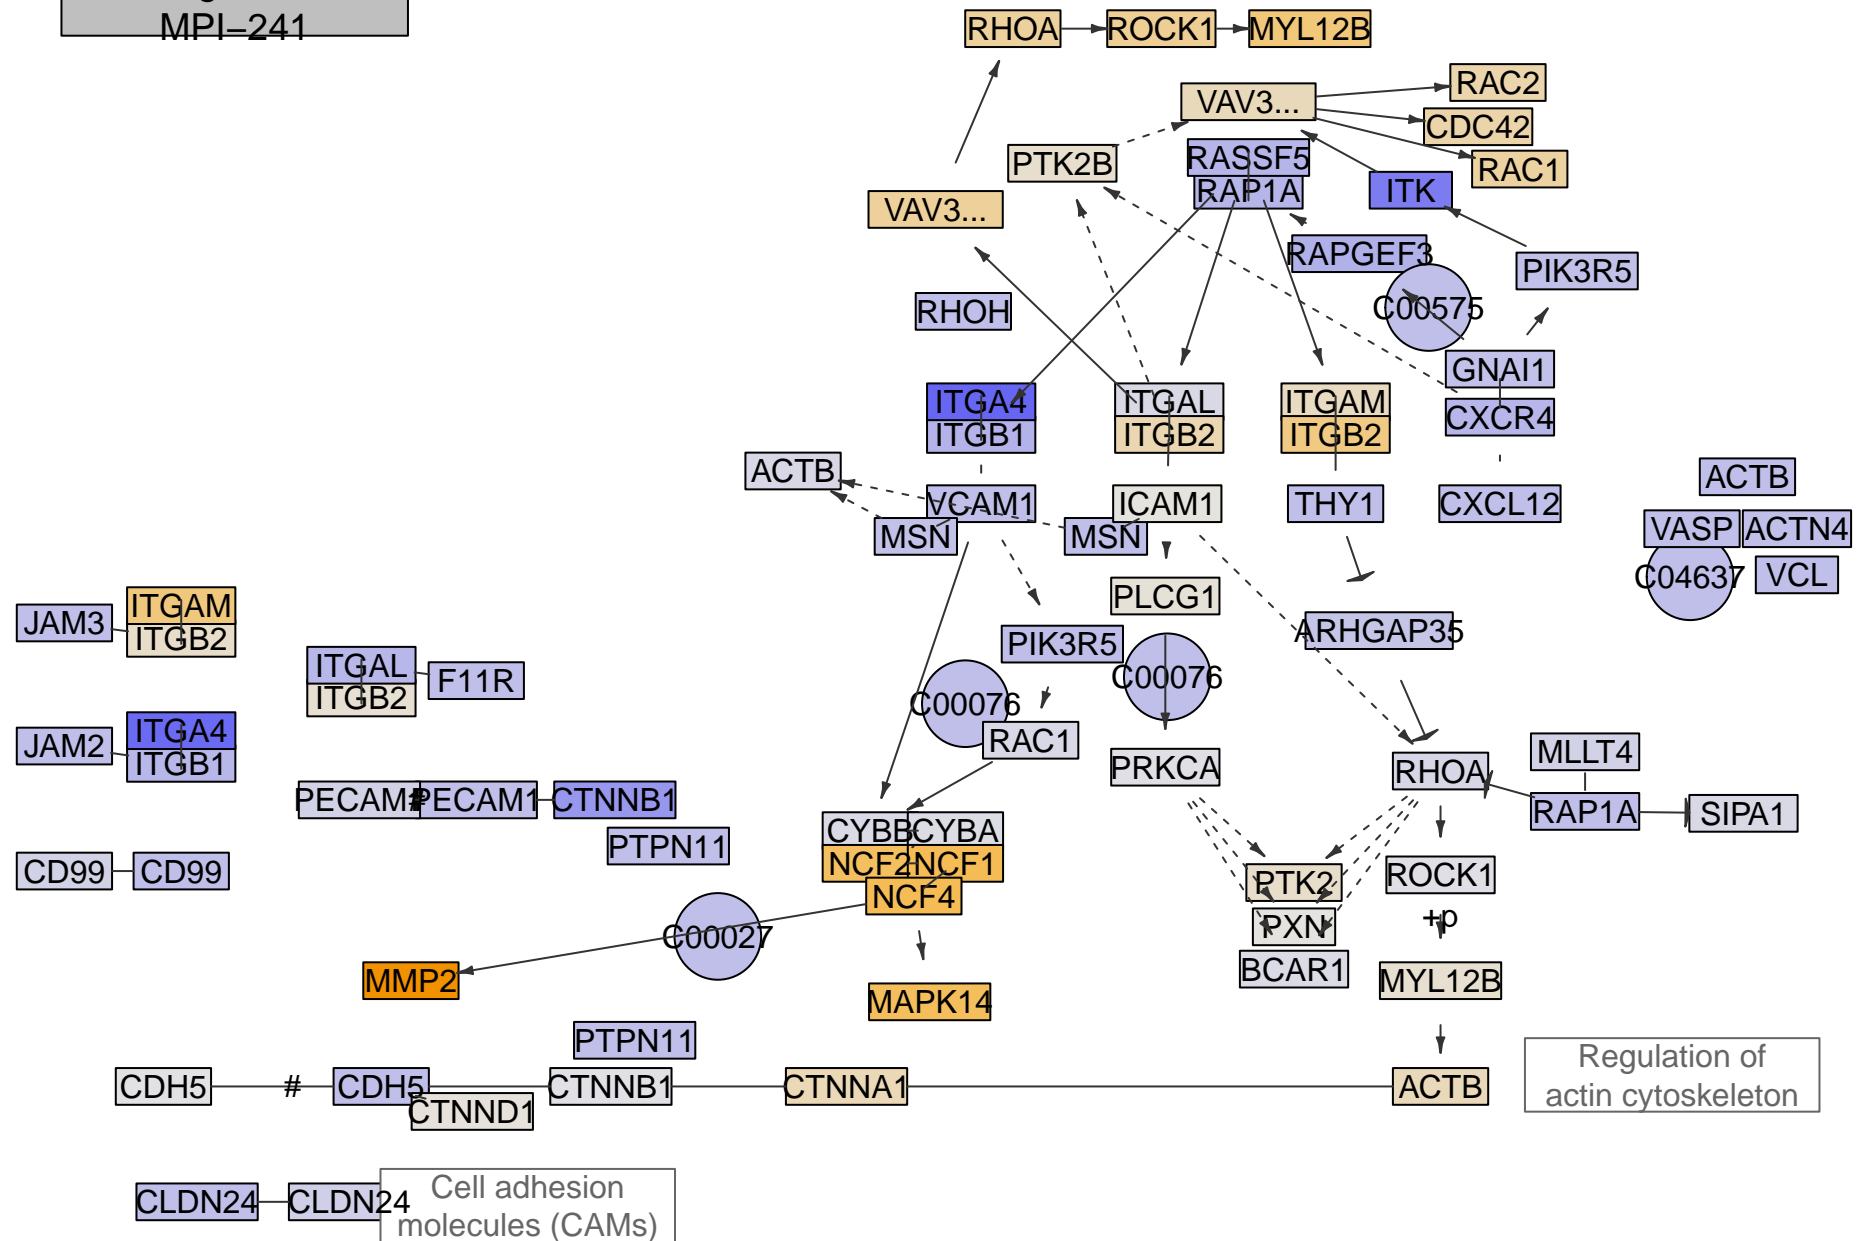 MPI−241
RHOA
ROCK1
MYL12B
RAC2
VAV3...
CDC42
PTK2B
RASSF5
RAC1
RAP1A
ITK
VAV3...
RAPGEF3
PIK3R5
RHOH
C00575
GNAI1
ITGA4
ITGAL
ITGAM
CXCR4
ITGB1
ITGB2
ITGB2
ACTB
ACTB
VCAM1
ICAM1
THY1
CXCL12
MSN
MSN
VASP
ACTN4
C04637
VCL
PLCG1
ITGAM
JAM3
ITGB2
ARHGAP35
PIK3R5
ITGAL
F11R
C00076
ITGB2
C00076
ITGA4
JAM2
RAC1
MLLT4
ITGB1
PRKCA
RHOA
PECAM1
#
PECAM1
CTNNB1
RAP1A
SIPA1
CYBB
CYBA
PTPN11
NCF2
NCF1
CD99
CD99
ROCK1
PTK2
NCF4
+p
PXN
C00027
BCAR1
MMP2
MYL12B
MAPK14
PTPN11
Regulation of
actin cytoskeleton
CDH5
#
CDH5
CTNNB1
CTNNA1
ACTB
CTNND1
Cell adhesion
molecules (CAMs)
CLDN24
CLDN24